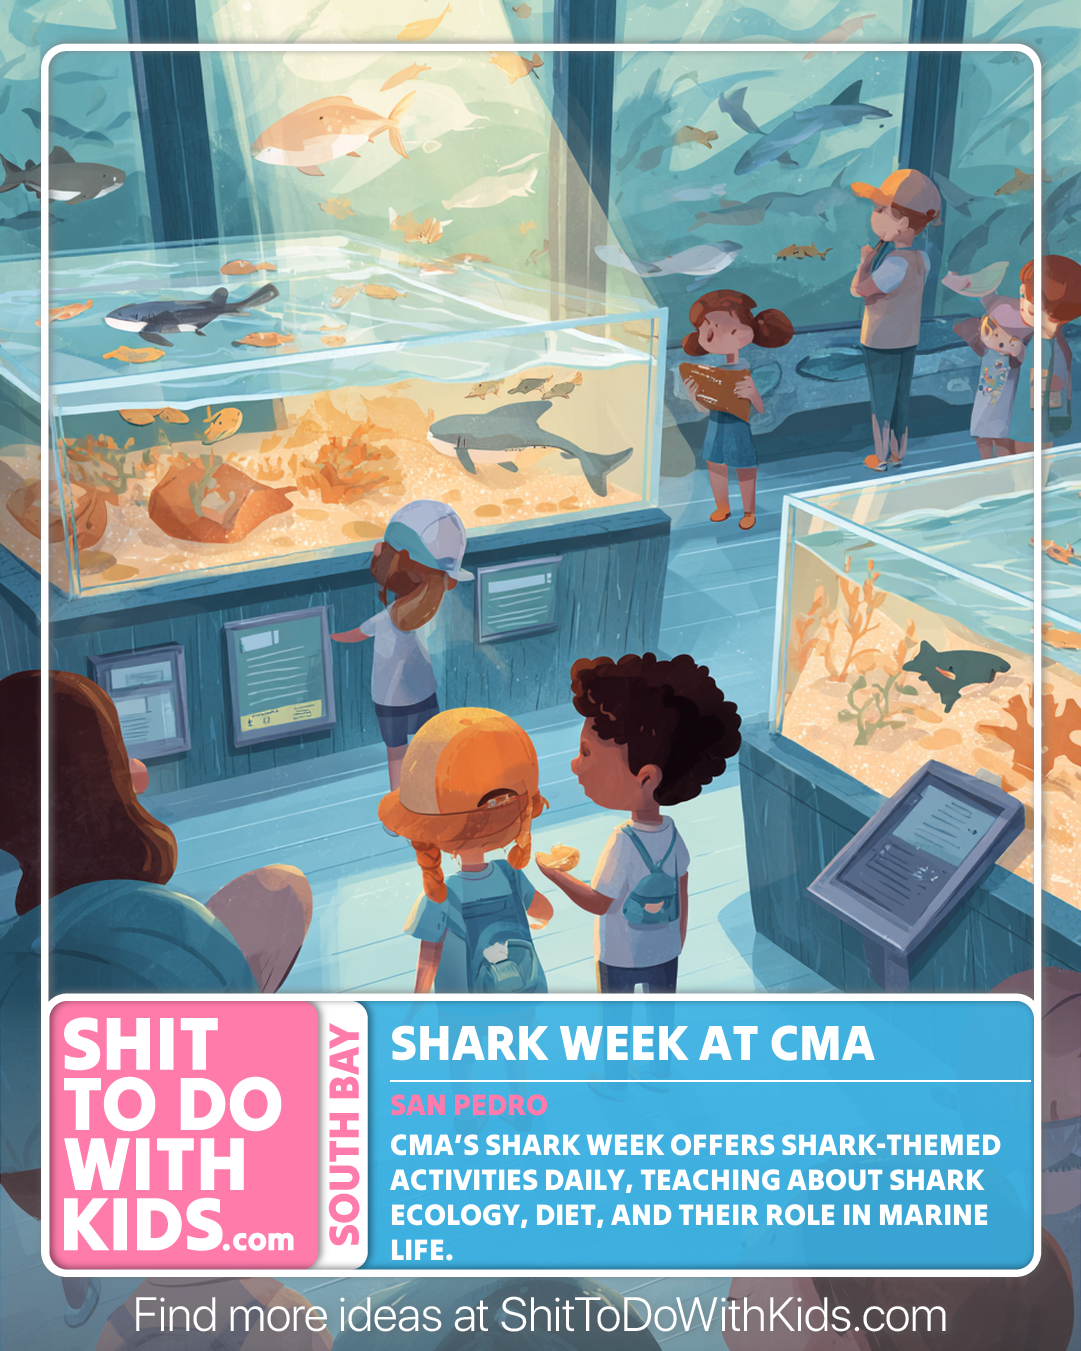 SHIT
TO DO
WITH
KIDS.com
SOUTH BAY
SHARK WEEK AT CMA
SAN PEDRO
CMA'S SHARK WEEK OFFERS SHARK-THEMED
ACTIVITIES DAILY, TEACHING ABOUT SHARK
ECOLOGY, DIET, AND THEIR ROLE IN MARINE
LIFE.
Find more ideas at ShitToDoWithKids.com